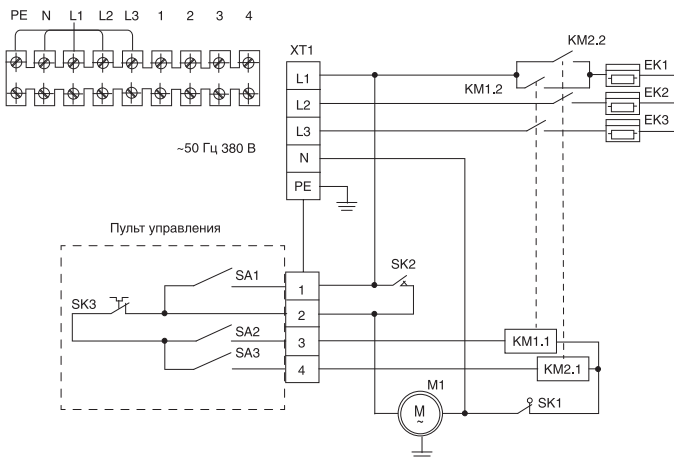 PE N L1 L2 L3 1 2 3 4
~50 Гц 380 В
XT1
L1
L2
L3
N
PE
KM2.2
KM1.2
EK1
EK2
EK3
Пульт управления
SK3
SA1
SA2
SA3
1
2
3
4
SK2
KM1.1
KM2.1
M1
M
~
SK1